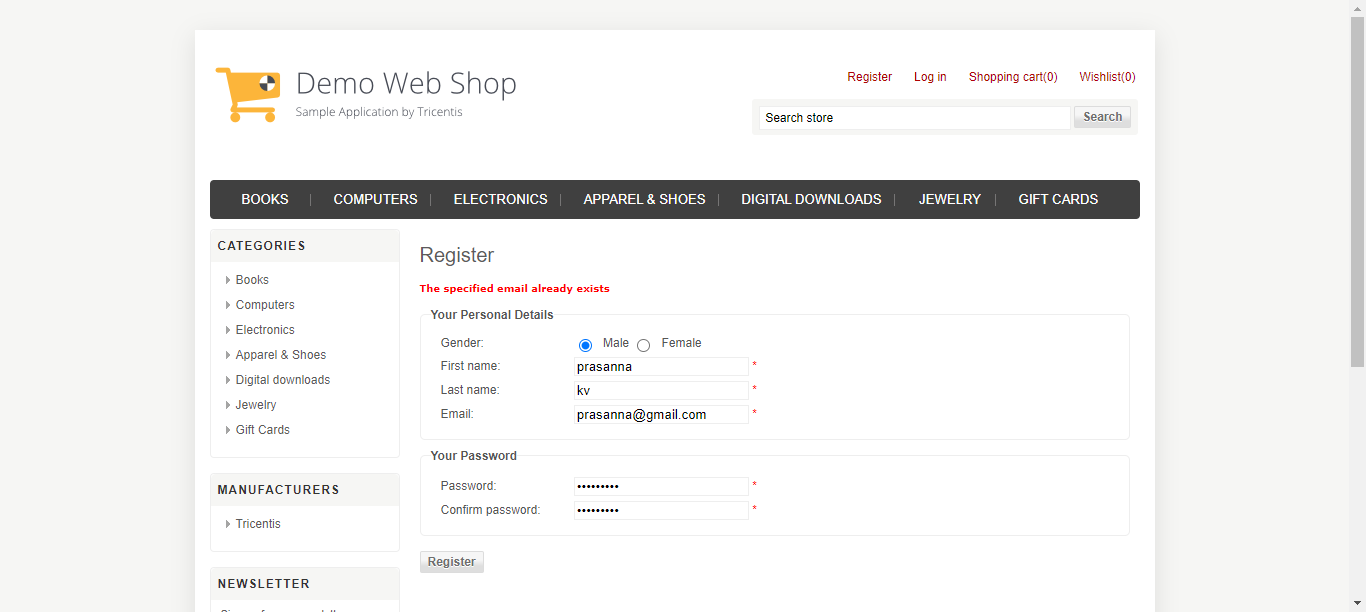 Demo Web Shop
Sample Application by Tricentis
Register Log in Shopping cart(0) Wishlist(0)
Search store Search
BOOKS COMPUTERS ELECTRONICS APPAREL & SHOES DIGITAL DOWNLOADS JEWELRY GIFT CARDS
CATEGORIES
Books
Computers
Electronics
Apparel & Shoes
Digital downloads
Jewelry
Gift Cards
MANUFACTURERS
Tricentis
NEWSLETTER
Register
The specified email already exists
Your Personal Details
Gender: Male Female
First name: prasanna *
Last name: kv *
Email: prasanna@gmail.com *
Your Password
Password: ••••••••• *
Confirm password: ••••••••• *
Register